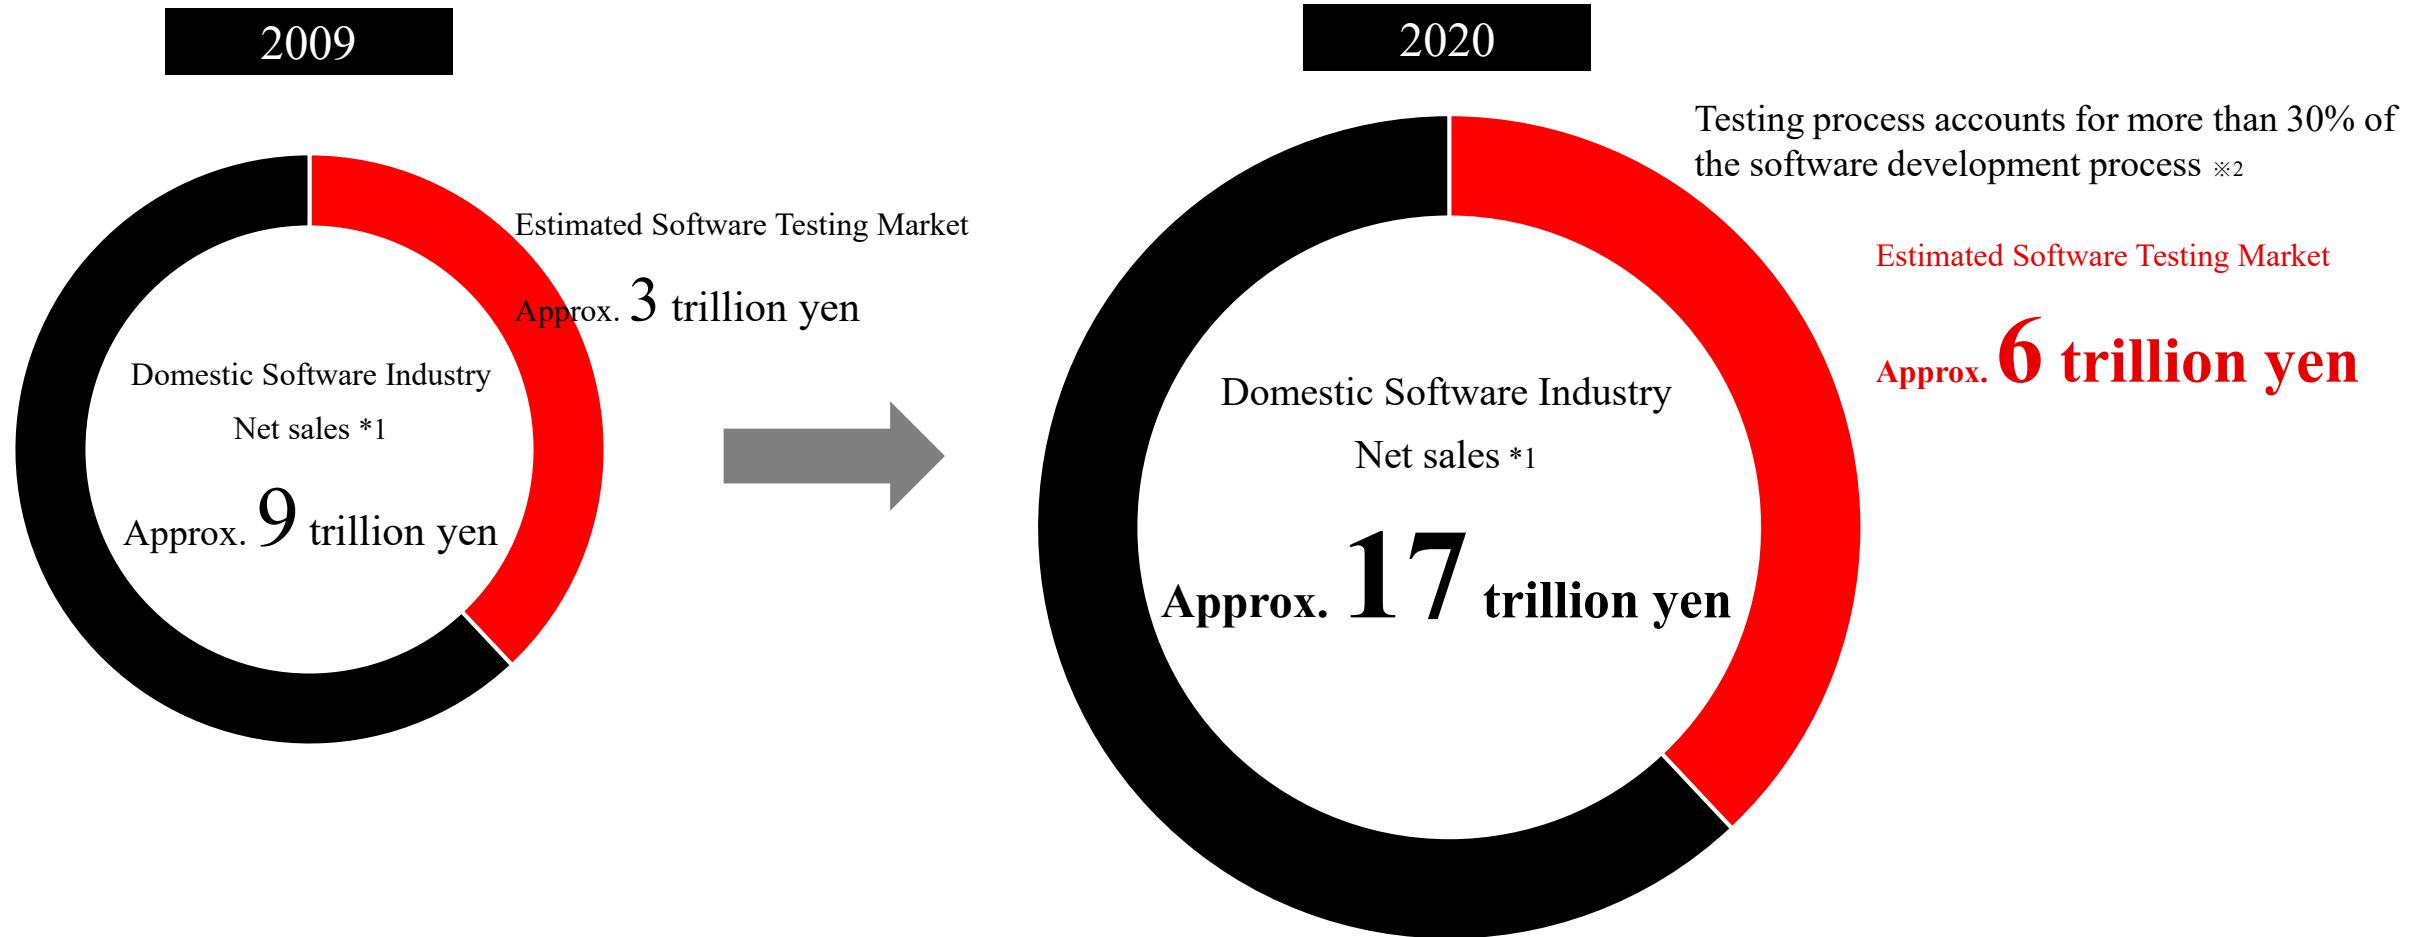 2009
Estimated Software Testing Market
Approx. 3 trillion yen
Domestic Software Industry
Net sales *1
Approx. 9 trillion yen
2020
Testing process accounts for more than 30% of
the software development process ※2
Estimated Software Testing Market
Approx. 6 trillion yen
Domestic Software Industry
Net sales *1
Approx. 17 trillion yen